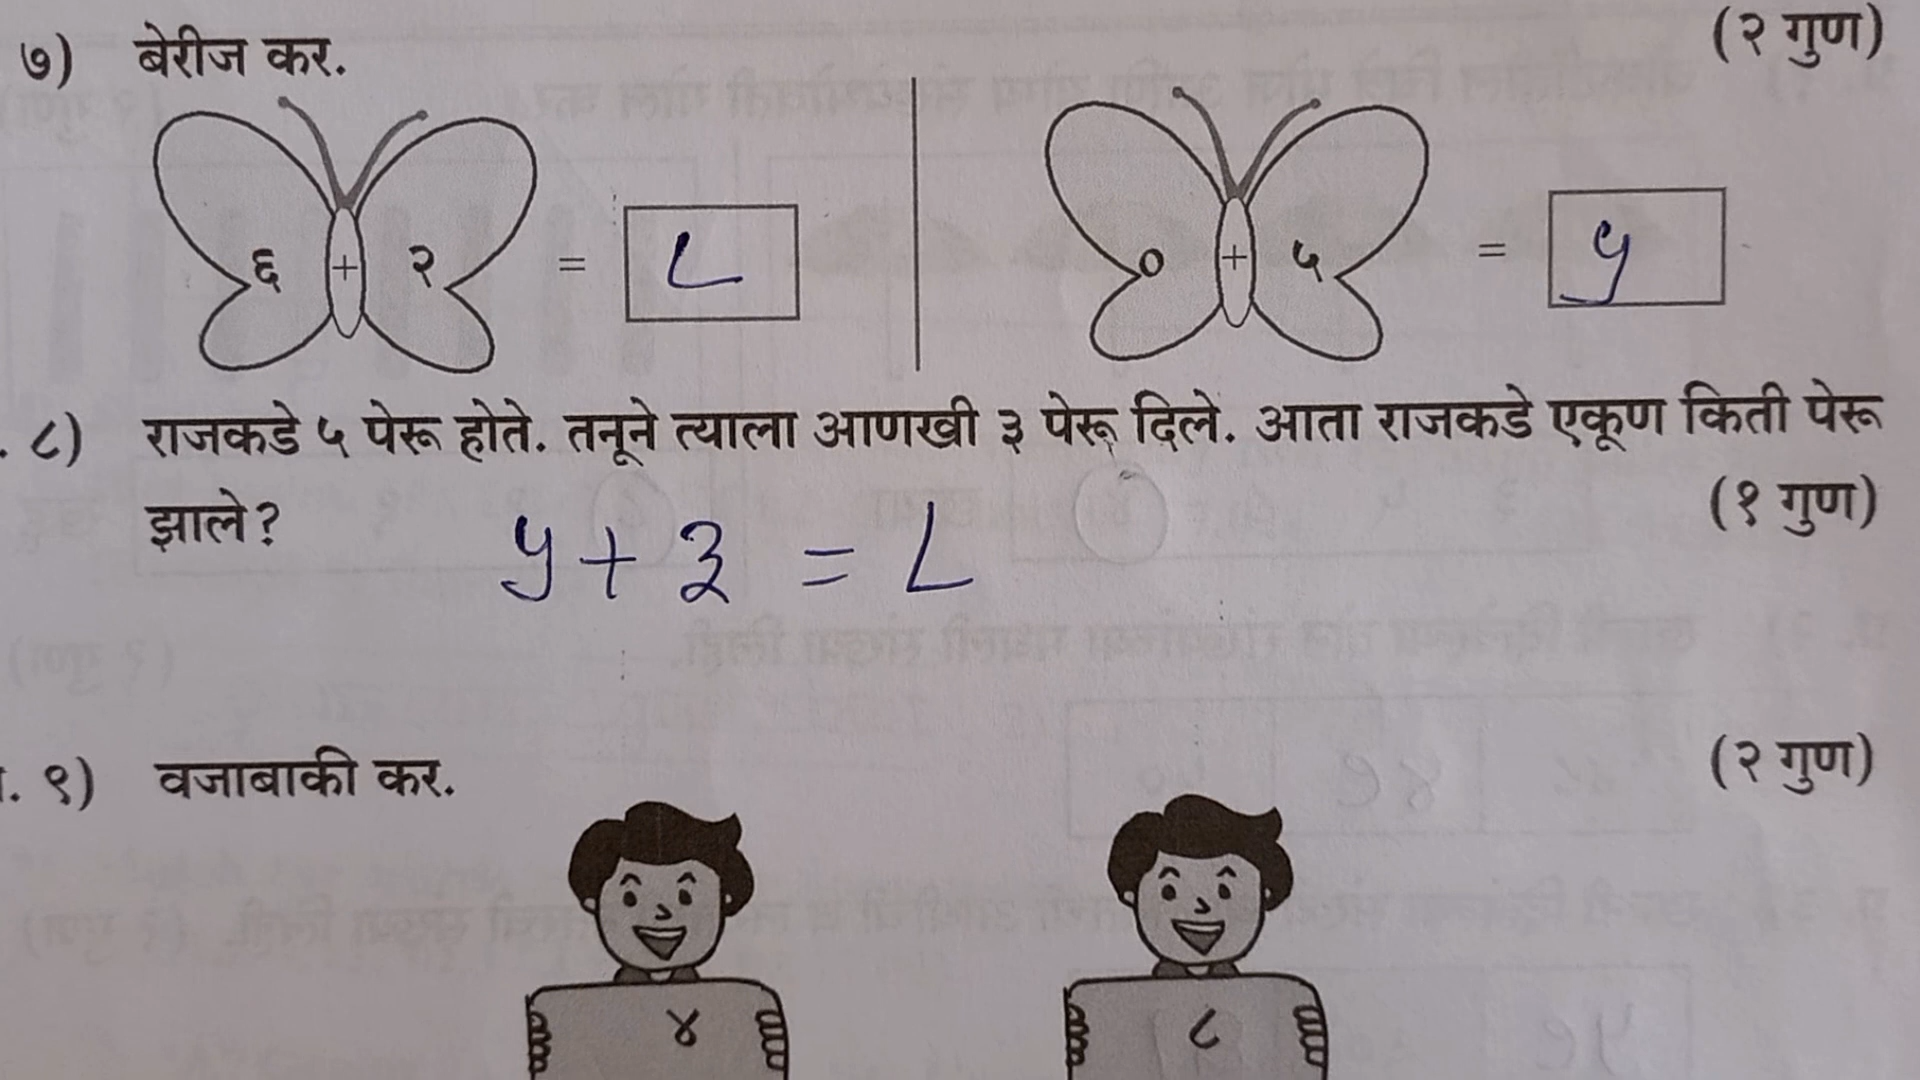 ७) बेरीज कर. (२ गुण)
६ + २ = ८
० + ५ = ५
. ८) राजकडे ५ पेरू होते. तनूने त्याला आणखी ३ पेरू दिले. आता राजकडे एकूण किती पेरू
झाले? (१ गुण)
५ + ३ = ८
. ९) वजाबाकी कर. (२ गुण)
४ ८